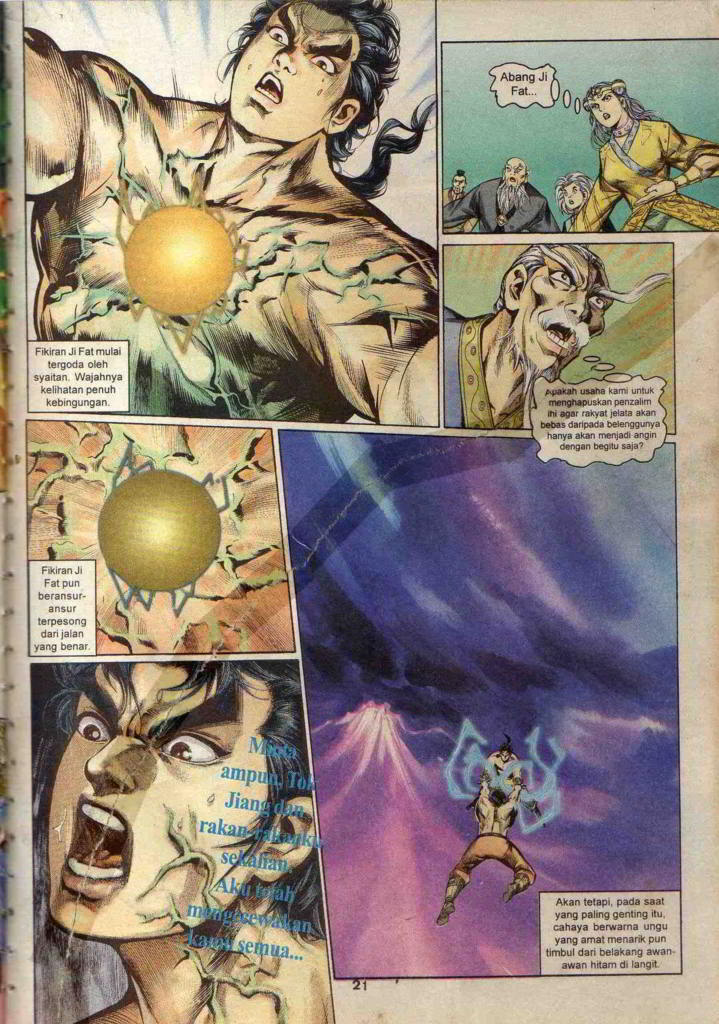 Abang Ji
Fat...
Fikiran Ji Fat mulai
tergoda oleh
syaitan. Wajahnya
kelihatan penuh
kebingungan.
Apakah usaha kami untuk
menghapuskan penzalim
ini agar rakyat jelata akan
bebas daripada belenggunya
hanya akan menjadi angin
dengan begitu saja?
Fikiran Ji
Fat pun
beransur-
ansur
terpesong
dari jalan
yang benar.
Minta
ampun, Tok
Jiang dan
rakan-rakanku
sekalian.
Aku telah
mengecewakan
kamu semua...
Akan tetapi, pada saat
yang paling genting itu,
cahaya berwarna ungu
yang amat menarik pun
timbul dari belakang awan-
awan hitam di langit.
21